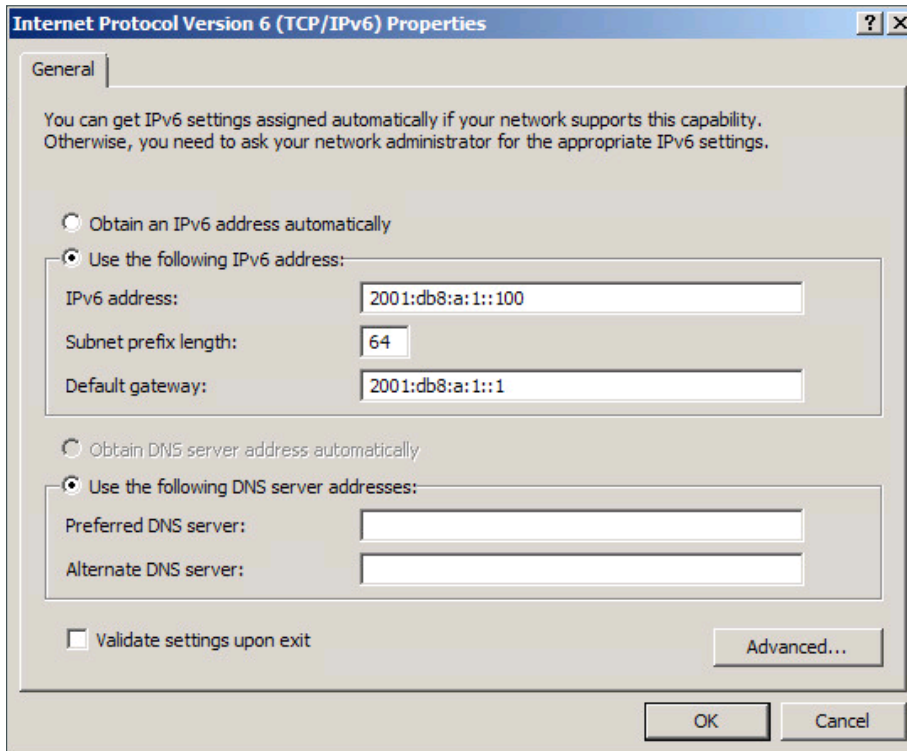 Internet Protocol Version 6 (TCP/IPv6) Properties
General
You can get IPv6 settings assigned automatically if your network supports this capability.
Otherwise, you need to ask your network administrator for the appropriate IPv6 settings.
Obtain an IPv6 address automatically
Use the following IPv6 address:
IPv6 address: 2001:db8:a:1::100
Subnet prefix length: 64
Default gateway: 2001:db8:a:1::1
Obtain DNS server address automatically
Use the following DNS server addresses:
Preferred DNS server:
Alternate DNS server:
Validate settings upon exit
Advanced...
OK Cancel